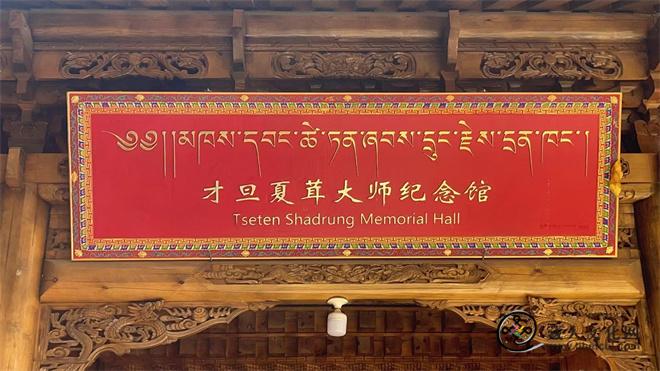 ༄༅།།མཁས་དབང་ཚེ་ཏན་ཞབས་དྲུང་རྗེས་དྲན་ཁང་།
才旦夏茸大师纪念馆
Tseten Shadrung Memorial Hall